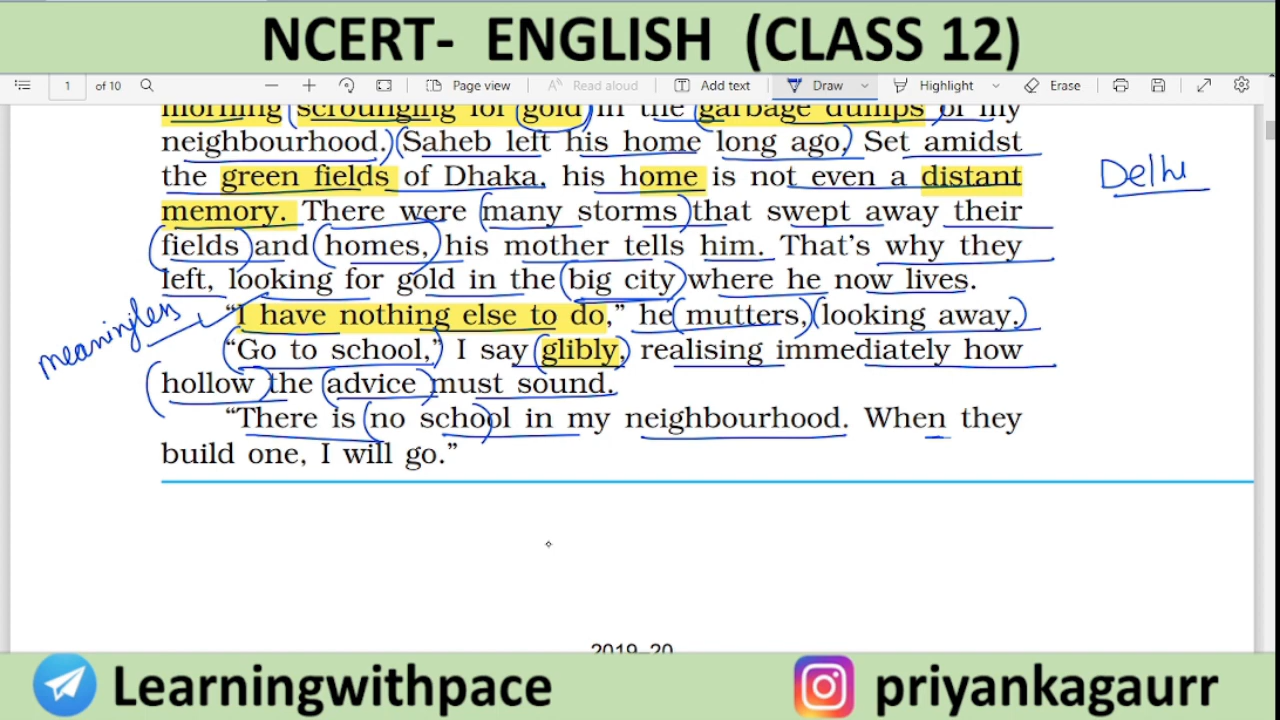 NCERT- ENGLISH (CLASS 12)
1 of 10 Page view Read aloud Add text Draw Highlight Erase
morning scrounging for gold in the garbage dumps of my
neighbourhood. Saheb left his home long ago. Set amidst
the green fields of Dhaka, his home is not even a distant
memory. There were many storms that swept away their
fields and homes, his mother tells him. That's why they
left, looking for gold in the big city where he now lives.
"I have nothing else to do," he mutters, looking away.
"Go to school," I say glibly, realising immediately how
hollow the advice must sound.
"There is no school in my neighbourhood. When they
build one, I will go."
Delhi
meaningless
2019–20
Learningwithpace
priyankagaurr